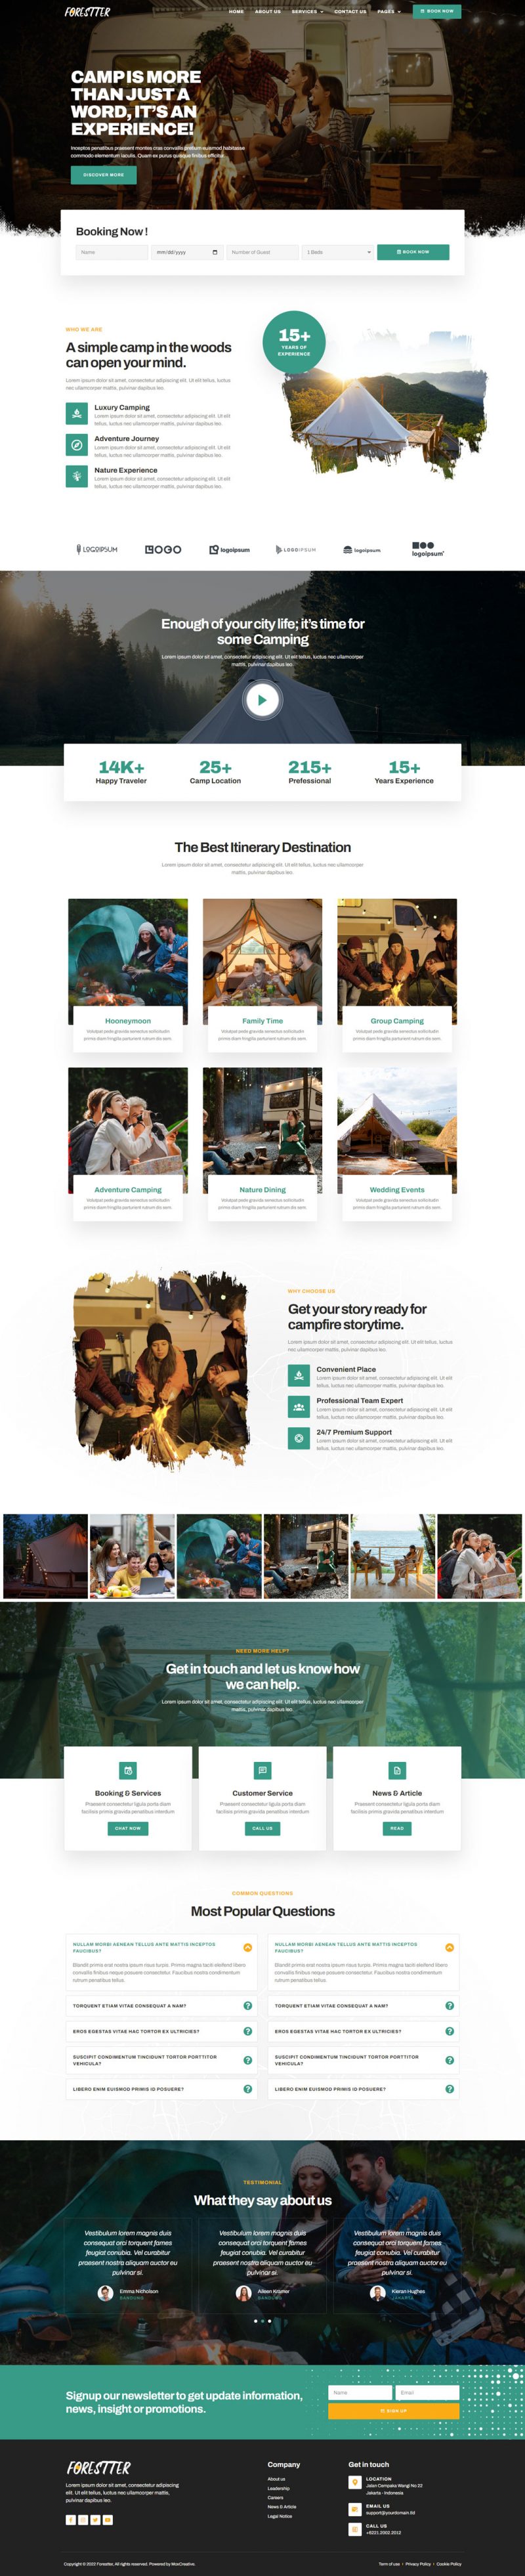 FORESTTER
HOME ABOUT US SERVICES CONTACT US PAGES BOOK NOW
CAMP IS MORE
THAN JUST A
WORD, IT'S AN
EXPERIENCE!
Inceptos penatibus praesent montes cras convallis pretium euismod habitasse
commodo elementum iaculis. Quam ex purus quisque finibus efficitur
DISCOVER MORE
Booking Now !
Name mm/dd/yyyy Number of Guest 1 Beds BOOK NOW
WHO WE ARE
A simple camp in the woods
can open your mind.
Lorem ipsum dolor sit amet, consectetur adipiscing elit. Ut elit tellus, luctus
nec ullamcorper mattis, pulvinar dapibus leo.
Luxury Camping
Lorem ipsum dolor sit amet, consectetur adipiscing elit. Ut elit
tellus, luctus nec ullamcorper mattis, pulvinar dapibus leo.
Adventure Journey
Lorem ipsum dolor sit amet, consectetur adipiscing elit. Ut elit
tellus, luctus nec ullamcorper mattis, pulvinar dapibus leo.
Nature Experience
Lorem ipsum dolor sit amet, consectetur adipiscing elit. Ut elit
tellus, luctus nec ullamcorper mattis, pulvinar dapibus leo.
15+
YEARS OF
EXPERIENCE
LOGOIPSUM LOGO logoipsum LOGOIPSUM logoipsum logoipsum
Enough of your city life; it's time for
some Camping
Lorem ipsum dolor sit amet, consectetur adipiscing elit. Ut elit tellus, luctus nec ullamcorper
mattis, pulvinar dapibus leo.
14K+ 25+ 215+ 15+
Happy Traveler Camp Location Professional Years Experience
The Best Itinerary Destination
Lorem ipsum dolor sit amet, consectetur adipiscing elit. Ut elit tellus, luctus nec ullamcorper
mattis, pulvinar dapibus leo.
Hooneymoon
Volutpat pede gravida senectus sollicitudin
primis diam fringilla parturient rutrum dis sem.
Family Time
Volutpat pede gravida senectus sollicitudin
primis diam fringilla parturient rutrum dis sem.
Group Camping
Volutpat pede gravida senectus sollicitudin
primis diam fringilla parturient rutrum dis sem.
Adventure Camping
Volutpat pede gravida senectus sollicitudin
primis diam fringilla parturient rutrum dis sem.
Nature Dining
Volutpat pede gravida senectus sollicitudin
primis diam fringilla parturient rutrum dis sem.
Wedding Events
Volutpat pede gravida senectus sollicitudin
primis diam fringilla parturient rutrum dis sem.
WHY CHOOSE US
Get your story ready for
campfire storytime.
Lorem ipsum dolor sit amet, consectetur adipiscing elit. Ut elit tellus, luctus
nec ullamcorper mattis, pulvinar dapibus leo.
Convenient Place
Lorem ipsum dolor sit amet, consectetur adipiscing elit. Ut elit
tellus, luctus nec ullamcorper mattis, pulvinar dapibus leo.
Professional Team Expert
Lorem ipsum dolor sit amet, consectetur adipiscing elit. Ut elit
tellus, luctus nec ullamcorper mattis, pulvinar dapibus leo.
24/7 Premium Support
Lorem ipsum dolor sit amet, consectetur adipiscing elit. Ut elit
tellus, luctus nec ullamcorper mattis, pulvinar dapibus leo.
NEED MORE HELP?
Get in touch and let us know how
we can help.
Lorem ipsum dolor sit amet, consectetur adipiscing elit. Ut elit tellus, luctus nec ullamcorper
mattis, pulvinar dapibus leo.
Booking & Services
Praesent consectetur ligula porta diam
facilisis primis gravida penatibus interdum
CHAT NOW
Customer Service
Praesent consectetur ligula porta diam
facilisis primis gravida penatibus interdum
CALL US
News & Article
Praesent consectetur ligula porta diam
facilisis primis gravida penatibus interdum
READ
COMMON QUESTIONS
Most Popular Questions
NULLAM MORBI AENEAN TELLUS ANTE MATTIS INCEPTOS
FAUCIBUS?
Blandit primis erat nostra ipsum risus turpis. Primis magna taciti eleifend libero
convallis finibus neque posuere consectetur. Faucibus nostra condimentum
rutrum penatibus tellus.
TORQUENT ETIAM VITAE CONSEQUAT A NAM?
EROS EGESTAS VITAE HAC TORTOR EX ULTRICIES?
SUSCIPIT CONDIMENTUM TINCIDUNT TORTOR PORTTITOR
VEHICULA?
LIBERO ENIM EUISMOD PRIMIS ID POSUERE?
NULLAM MORBI AENEAN TELLUS ANTE MATTIS INCEPTOS
FAUCIBUS?
Blandit primis erat nostra ipsum risus turpis. Primis magna taciti eleifend libero
convallis finibus neque posuere consectetur. Faucibus nostra condimentum
rutrum penatibus tellus.
TORQUENT ETIAM VITAE CONSEQUAT A NAM?
EROS EGESTAS VITAE HAC TORTOR EX ULTRICIES?
SUSCIPIT CONDIMENTUM TINCIDUNT TORTOR PORTTITOR
VEHICULA?
LIBERO ENIM EUISMOD PRIMIS ID POSUERE?
TESTIMONIAL
What they say about us
Vestibulum lorem magnis duis
consequat orci torquent fames
feugiat conubia. Vel curabitur
praesent nostra aliquam auctor eu
pulvinar si.
Emma Nicholson
BANDUNG
Vestibulum lorem magnis duis
consequat orci torquent fames
feugiat conubia. Vel curabitur
praesent nostra aliquam auctor eu
pulvinar si.
Aileen Kramer
BANDUNG
Vestibulum lorem magnis duis
consequat orci torquent fames
feugiat conubia. Vel curabitur
praesent nostra aliquam auctor eu
pulvinar si.
Kieran Hughes
JAKARTA
Signup our newsletter to get update information,
news, insight or promotions.
Name Email
SIGN UP
FORESTTER
Lorem ipsum dolor sit amet, consectetur adipiscing
elit. Ut elit tellus, luctus nec ullamcorper mattis,
pulvinar dapibus leo.
Company
About us
Leadership
Careers
News & Article
Legal Notice
Get in touch
LOCATION
Jalan Cempaka Wangi No 22
Jakarta - Indonesia
EMAIL US
support@yourdomain.tld
CALL US
+6221.2002.2012
Copyright © 2022 Forestter, All rights reserved. Powered by MoxCreative.
Term of use | Privacy Policy | Cookie Policy